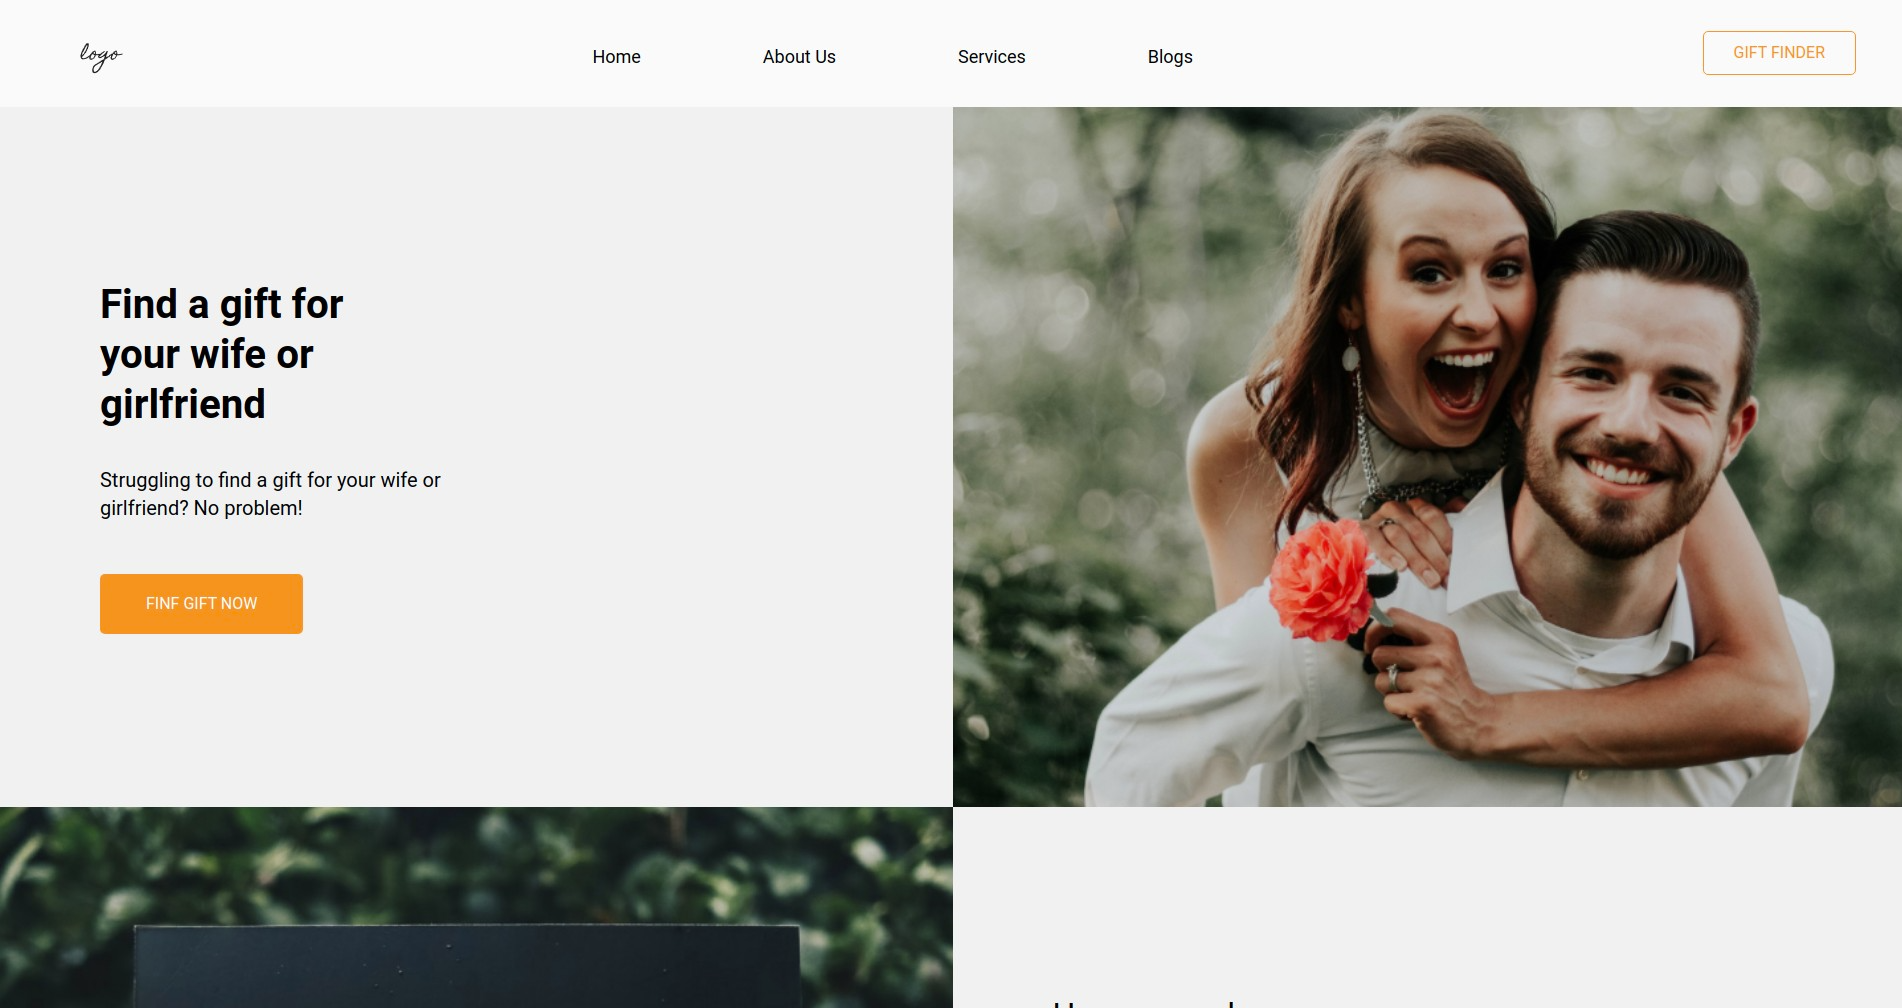 logo
Home
About Us
Services
Blogs
GIFT FINDER
Find a gift for
your wife or
girlfriend
Struggling to find a gift for your wife or
girlfriend? No problem!
FINF GIFT NOW